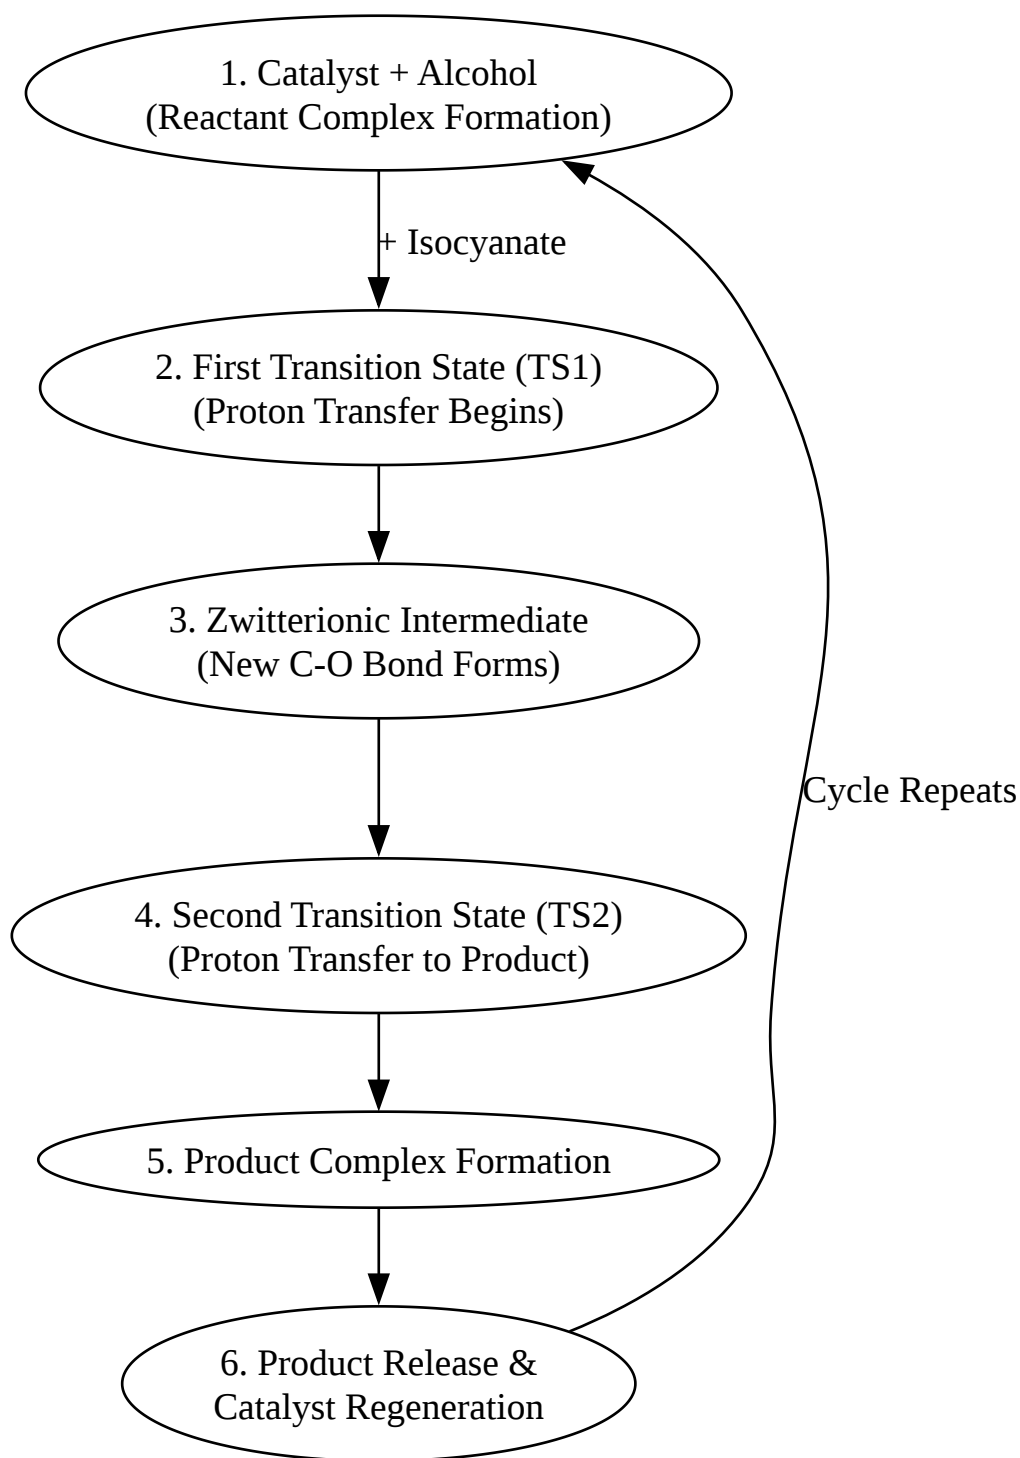 1. Catalyst + Alcohol
(Reactant Complex Formation)
+ Isocyanate
2. First Transition State (TS1)
(Proton Transfer Begins)
3. Zwitterionic Intermediate
(New C-O Bond Forms)
Cycle Repeats
4. Second Transition State (TS2)
(Proton Transfer to Product)
5. Product Complex Formation
6. Product Release &
Catalyst Regeneration